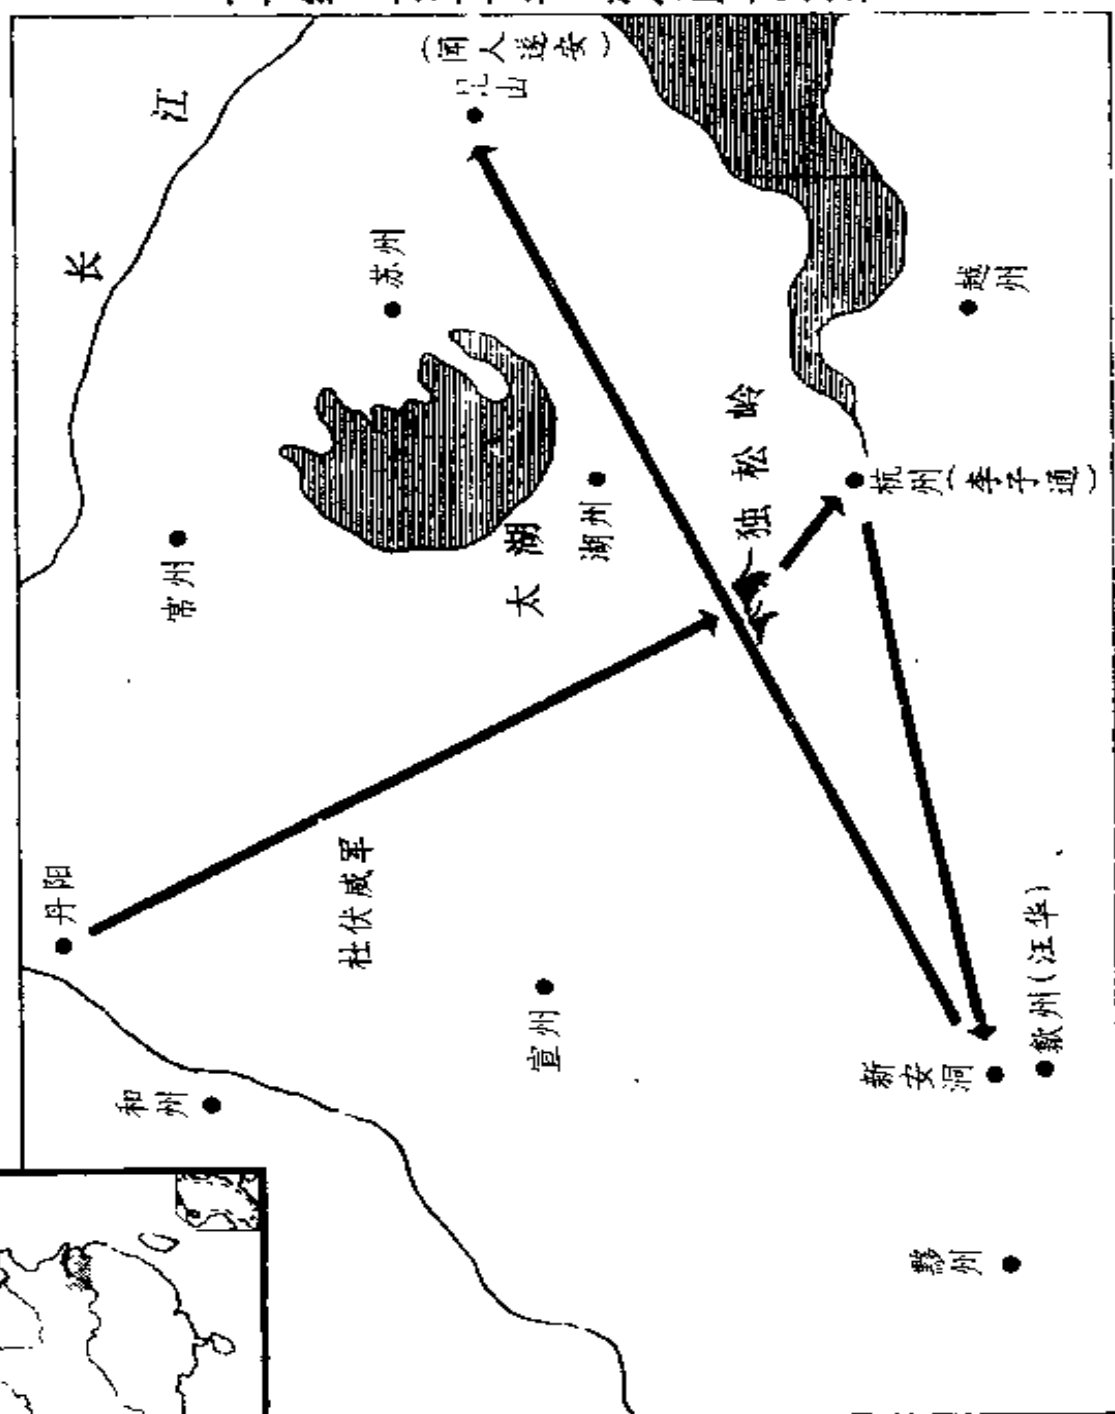 (闻人遂安)
昆山
长江
苏州
越州
太湖
湖州
独松岭
杭州(李子通)
常州
丹阳
杜伏威军
宣州
和州
新安洞
歙州(汪华)
黟州